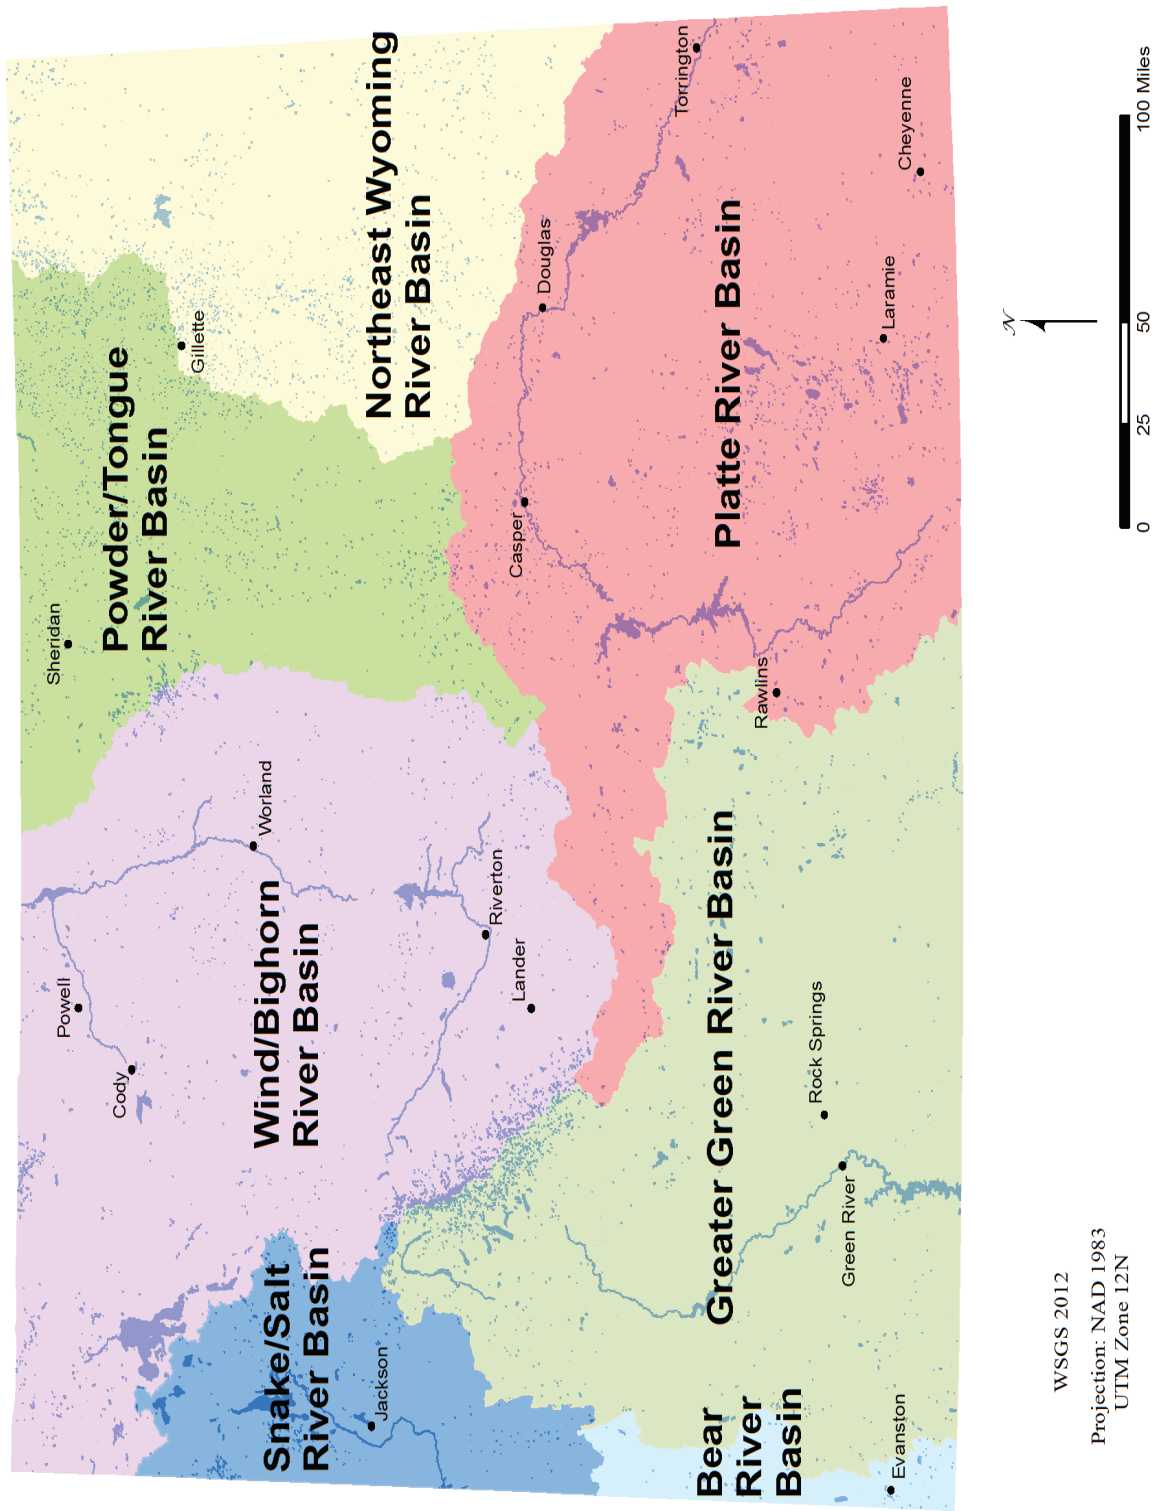 Sheridan
Powder/Tongue
River Basin
Gillette
Northeast Wyoming
River Basin
Powell
Cody
Worland
Wind/Bighorn
River Basin
Riverton
Lander
Snake/Salt
River Basin
Jackson
Casper
Douglas
Torrington
Platte River Basin
Rawlins
Laramie
Cheyenne
Greater Green River Basin
Rock Springs
Green River
Bear
River
Basin
Evanston
WSGS 2012
Projection: NAD 1983
UTM Zone 12N
N
0 25 50 100 Miles